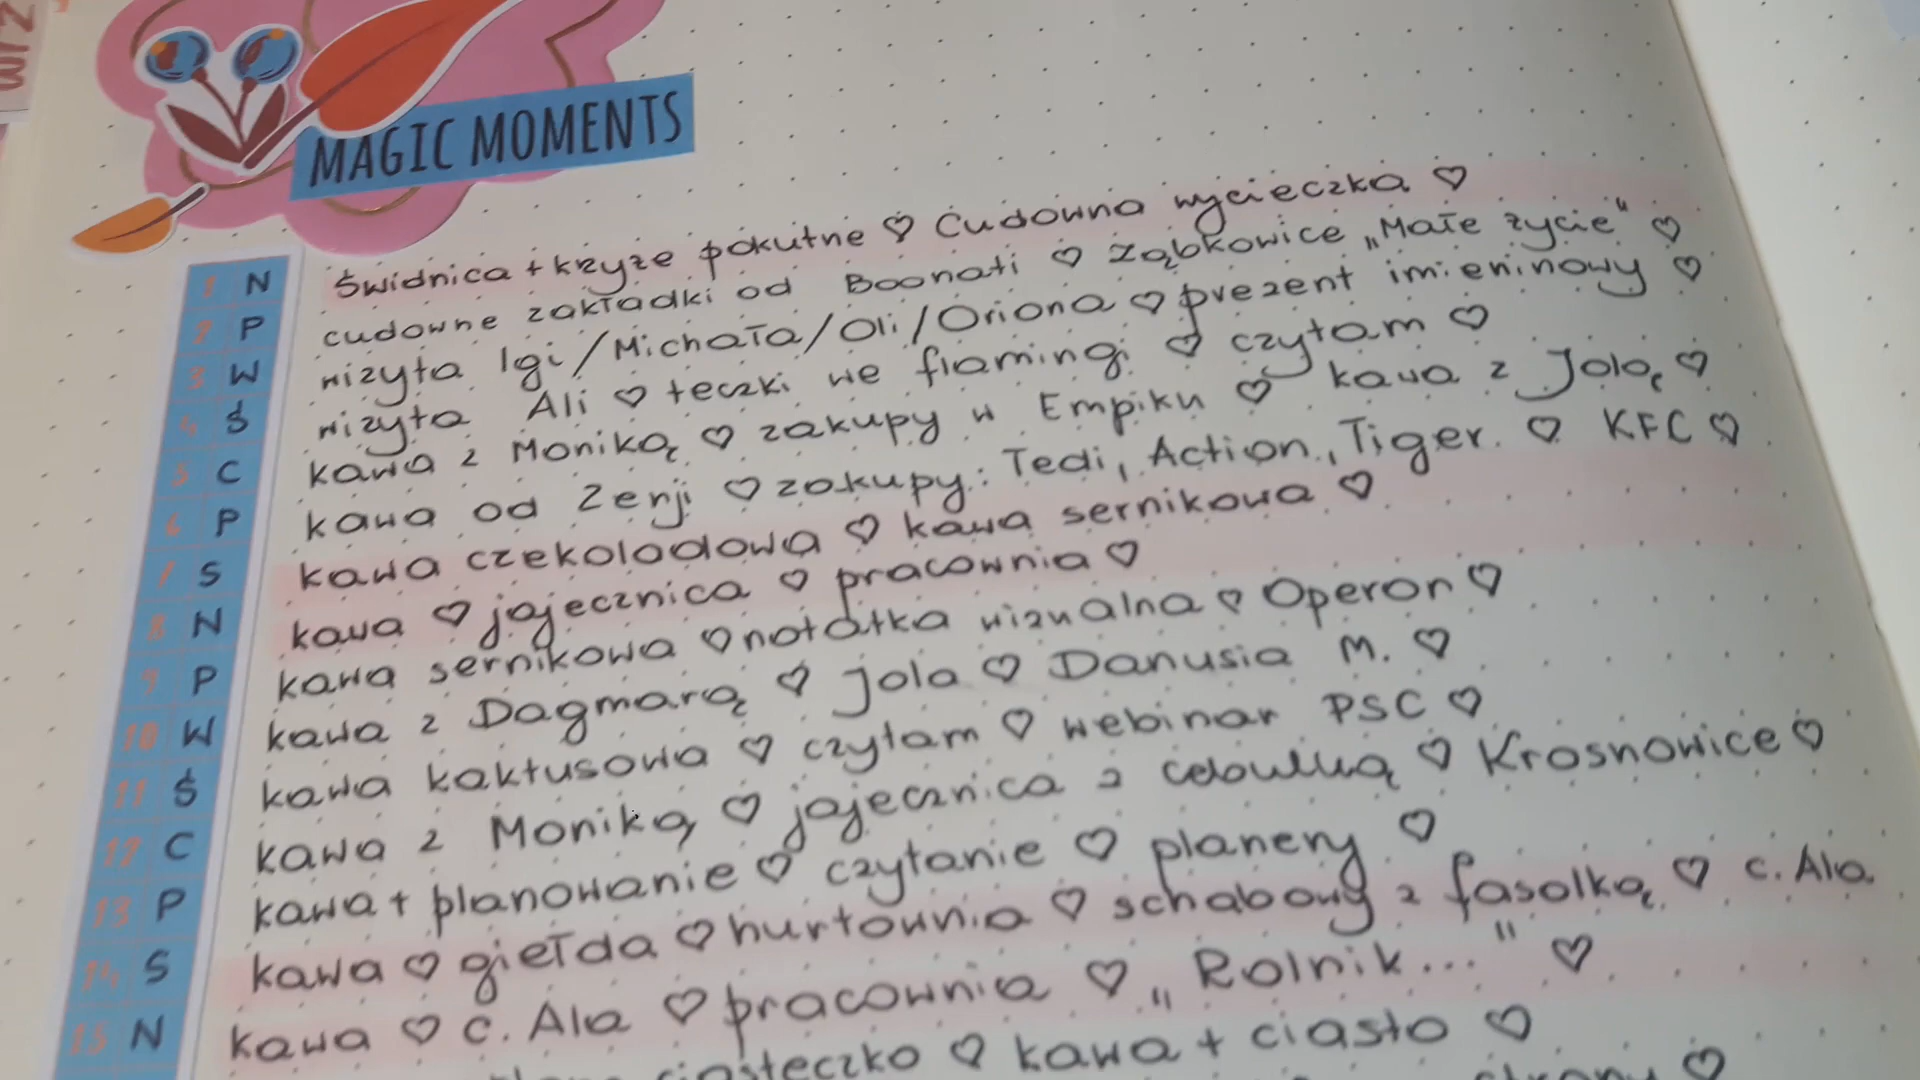 MAGIC MOMENTS
1 N świdnica + krzyże pokutne ♡ Cudowna wycieczka ♡
2 P cudowne zakładki od Boonati ♡ Ząbkowice „Małe życie" ♡
3 W wizyta Igi/Michała/Oli/Oriona ♡ prezent imieninowy ♡
4 Ś wizyta Ali ♡ teczki we flamingi ♡ czytam ♡
5 C kawa z Moniką ♡ zakupy w Empiku ♡ kawa z Jolą ♡
6 P kawa od Zenji ♡ zakupy: Tedi, Action, Tiger. ♡ KFC ♡
7 S kawa czekoladowa ♡ kawa sernikowa ♡
8 N kawa ♡ jajecznica ♡ pracownia ♡
9 P kawa sernikowa ♡ notatka wizualna ♡ Operon ♡
10 W kawa z Dagmarą ♡ Jola ♡ Danusia M. ♡
11 Ś kawa kaktusowa ♡ czytam ♡ webinar PSC ♡
12 C kawa z Moniką ♡ jajecznica z cebulką ♡ Krosnowice ♡
13 P kawa + planowanie ♡ czytanie ♡ planery ♡
14 S kawa ♡ giełda ♡ hurtownia ♡ schabowy z fasolką ♡ c. Ala
15 N kawa ♡ c. Ala ♡ pracownia ♡ „Rolnik..." ♡
ciasteczko ♡ kawa + ciasto ♡